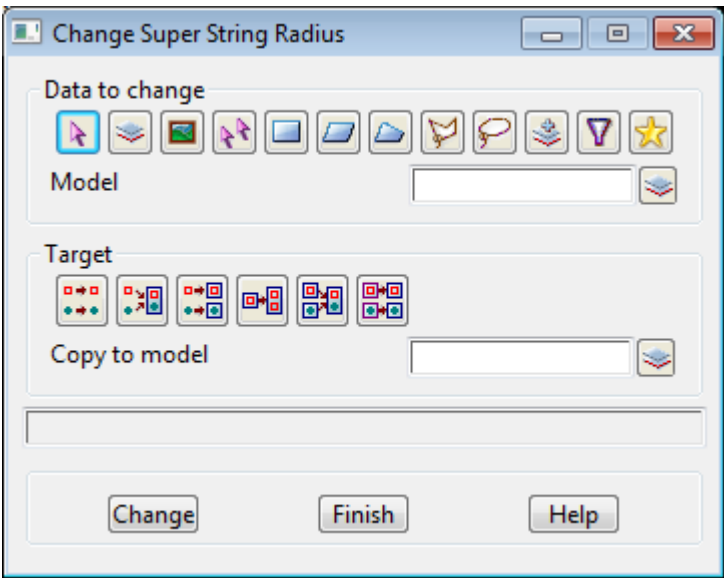 Change Super String Radius
Data to change
Model
Target
Copy to model
Change Finish Help